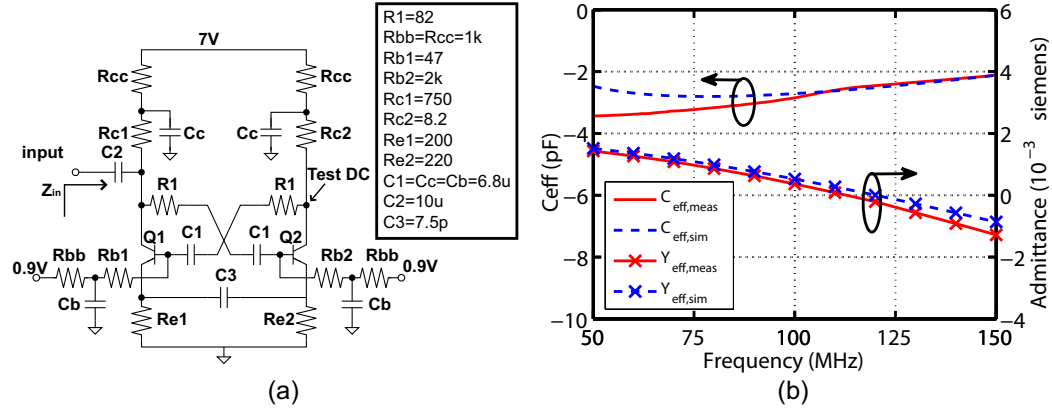 (a)
7V
Rcc
Rcc
Cc
Cc
Rc1
Rc2
input
C2
Zin
R1
R1
Test DC
Q1
C1
C1
Q2
Rbb
Rb1
Rb2
Rbb
0.9V
0.9V
Cb
C3
Cb
Re1
Re2
R1=82
Rbb=Rcc=1k
Rb1=47
Rb2=2k
Rc1=750
Rc2=8.2
Re1=200
Re2=220
C1=Cc=Cb=6.8u
C2=10u
C3=7.5p
(a)
0
−2
−4
−6
−8
−10
Ceff (pF)
6
4
2
0
−2
−4
Admittance (10−3 siemens)
C eff,meas
C eff,sim
Y eff,meas
Y eff,sim
50
75
100
125
150
Frequency (MHz)
(b)